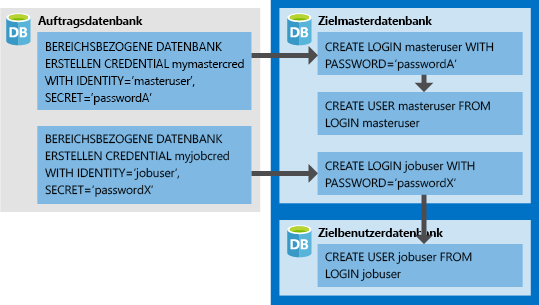 Auftragsdatenbank
DB
BEREICHSBEZOGENE DATENBANK
ERSTELLEN CREDENTIAL mymastercred
WITH IDENTITY=‘masteruser’,
SECRET=‘passwordA’
BEREICHSBEZOGENE DATENBANK
ERSTELLEN CREDENTIAL myjobcred
WITH IDENTITY=‘jobuser’,
SECRET=‘passwordX’
Zielmasterdatenbank
DB
CREATE LOGIN masteruser WITH
PASSWORD=‘passwordA’
CREATE USER masteruser FROM
LOGIN masteruser
CREATE LOGIN jobuser WITH
PASSWORD=‘passwordX’
Zielbenutzerdatenbank
DB
CREATE USER jobuser FROM
LOGIN jobuser